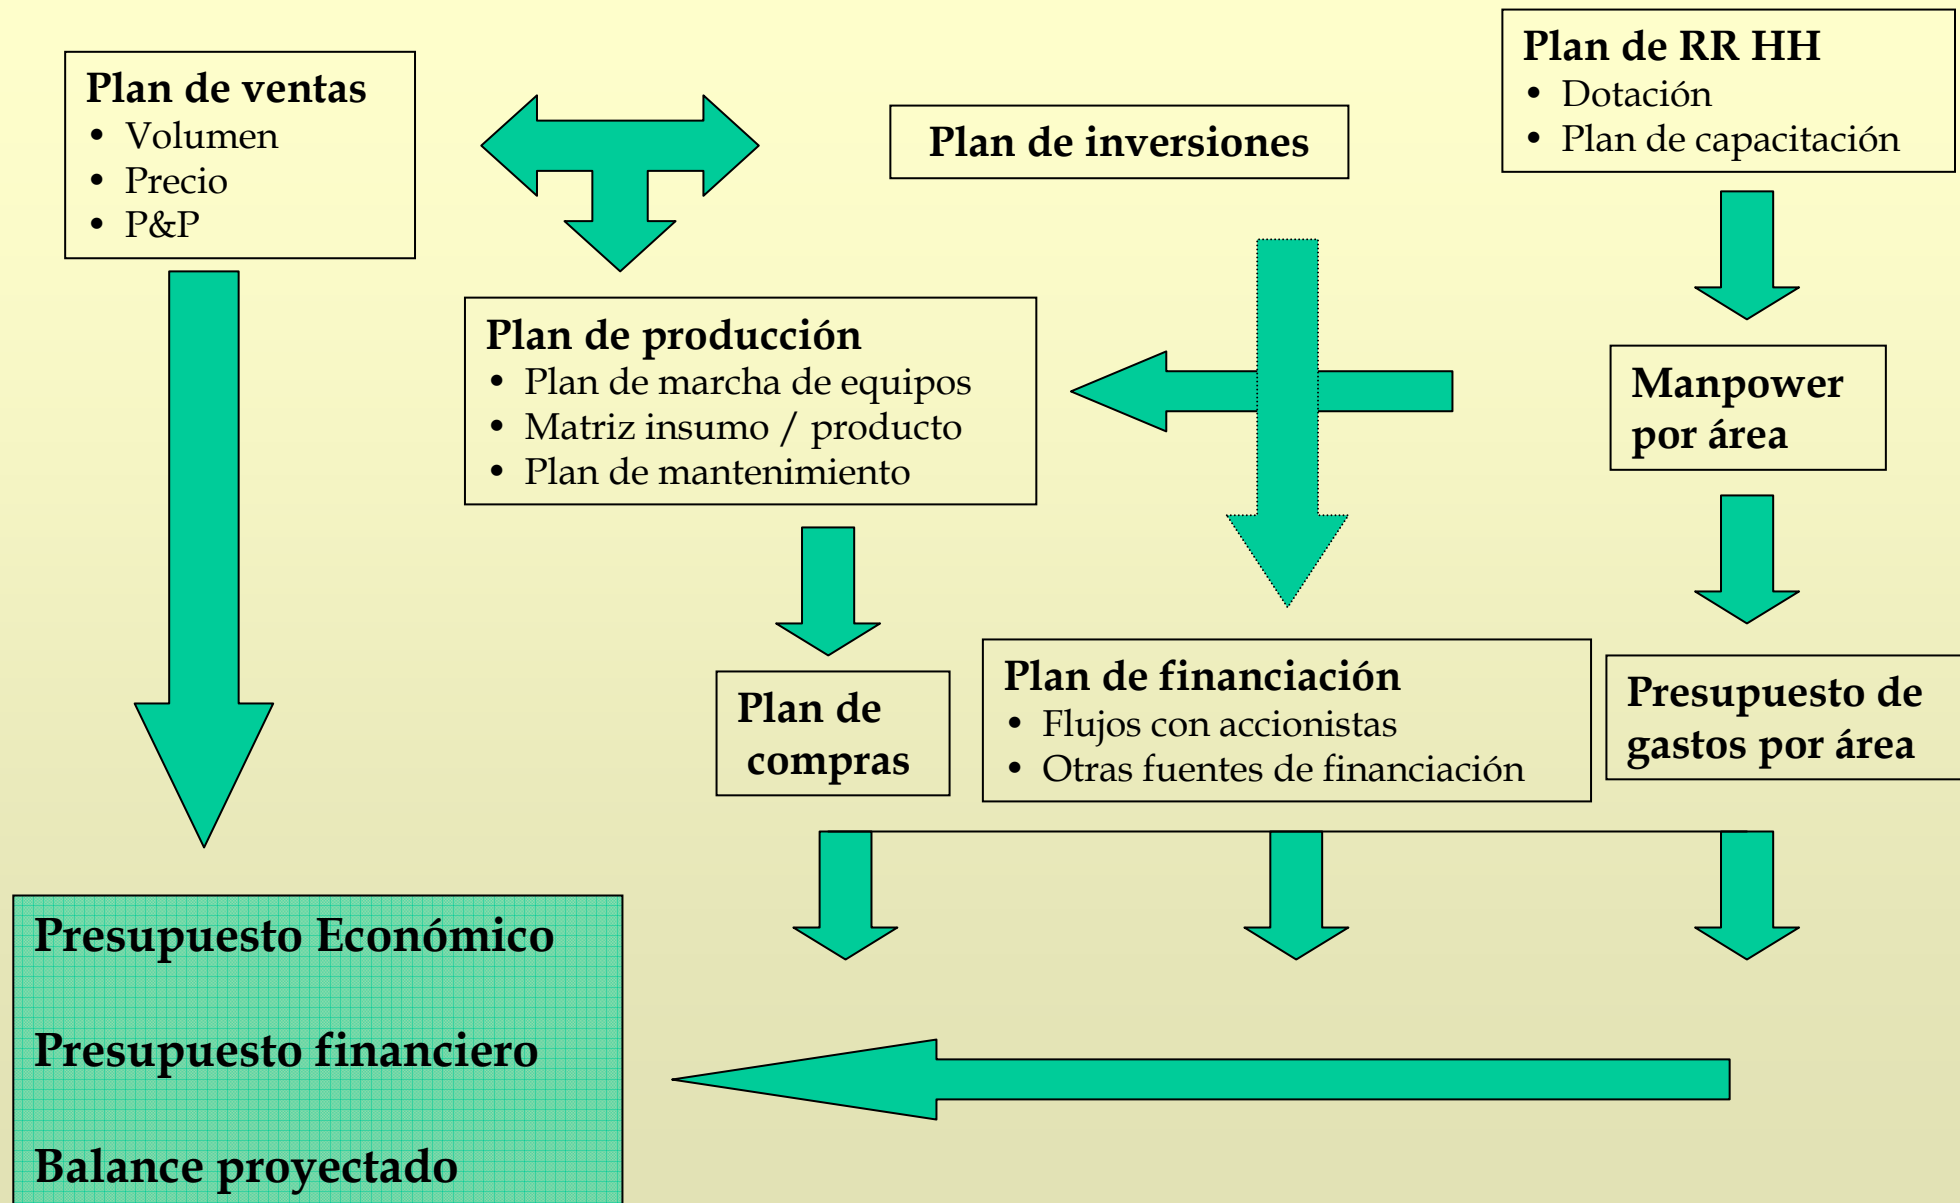 Plan de ventas
• Volumen
• Precio
• P&P
Plan de inversiones
Plan de RR HH
• Dotación
• Plan de capacitación
Plan de producción
• Plan de marcha de equipos
• Matriz insumo / producto
• Plan de mantenimiento
Manpower
por área
Plan de
compras
Plan de financiación
• Flujos con accionistas
• Otras fuentes de financiación
Presupuesto de
gastos por área
Presupuesto Económico
Presupuesto financiero
Balance proyectado